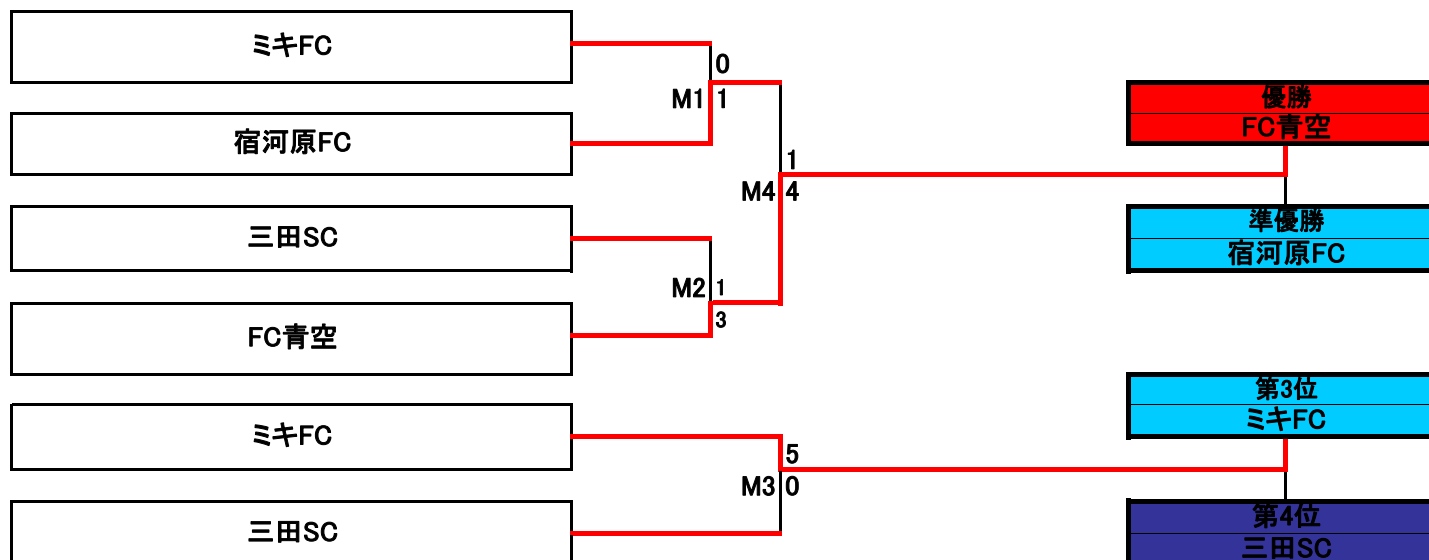 ミキFC
0
M1 1
宿河原FC
三田SC
M2 1
3
FC青空
1
M4 4
優勝
FC青空
準優勝
宿河原FC
ミキFC
5
M3 0
三田SC
第3位
ミキFC
第4位
三田SC